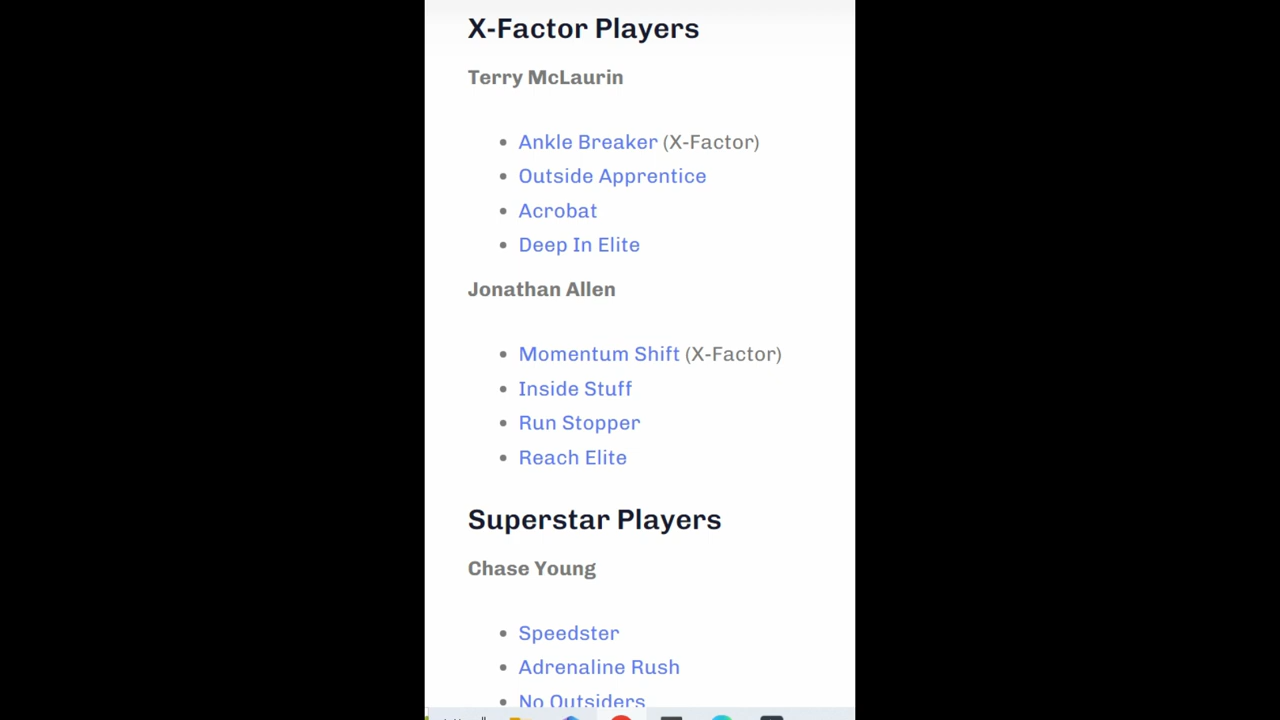 X-Factor Players
Terry McLaurin
Ankle Breaker (X-Factor)
Outside Apprentice
Acrobat
Deep In Elite
Jonathan Allen
Momentum Shift (X-Factor)
Inside Stuff
Run Stopper
Reach Elite
Superstar Players
Chase Young
Speedster
Adrenaline Rush
No Outsiders